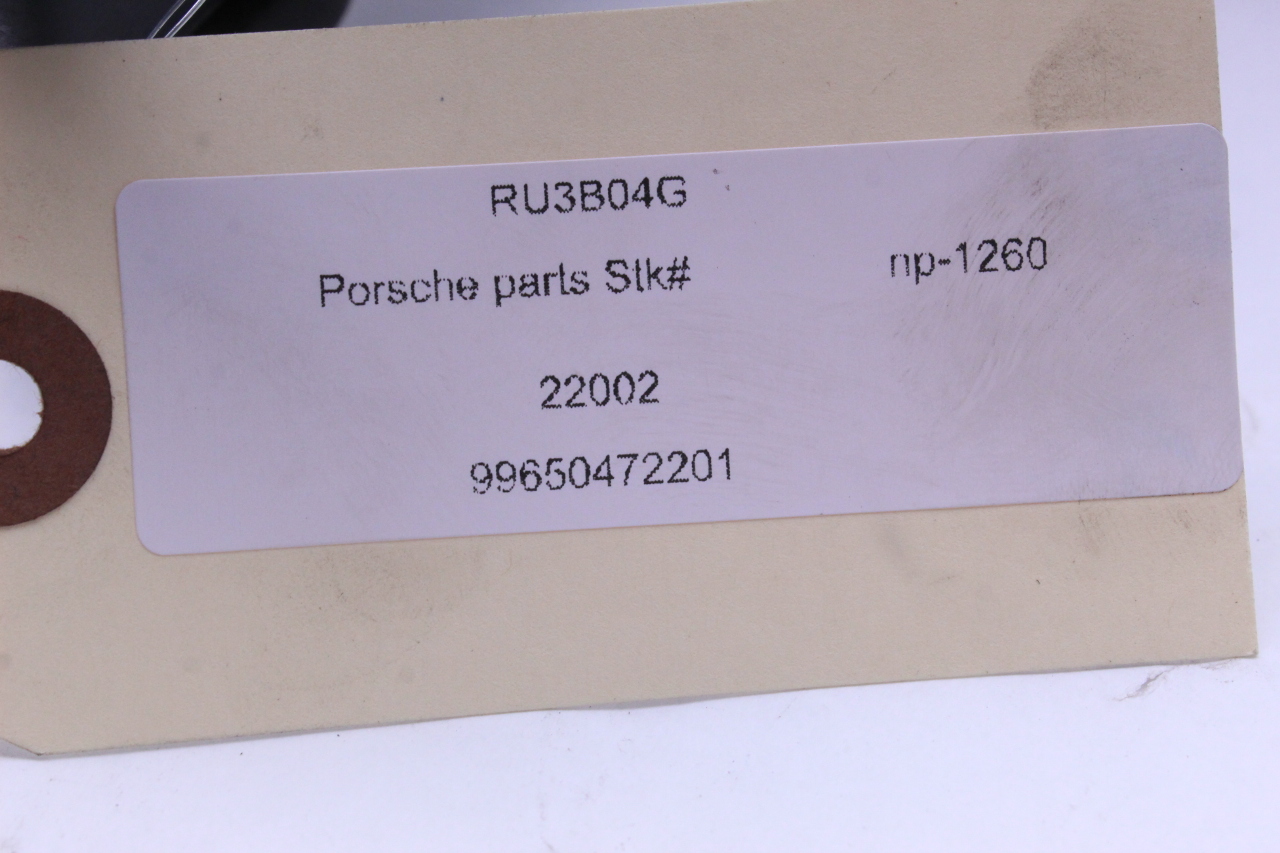 RU3B04G
Porsche parts Stk# np-1260
22002
99650472201